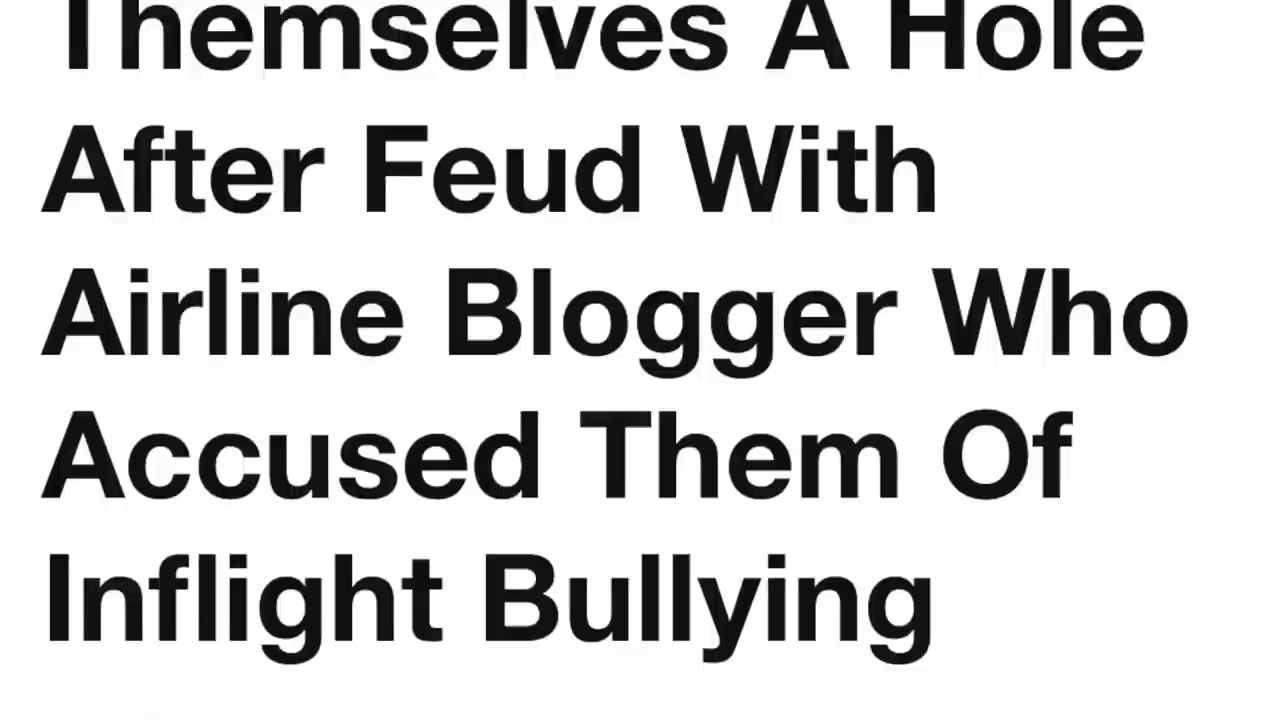 Themselves A Hole
After Feud With
Airline Blogger Who
Accused Them Of
Inflight Bullying